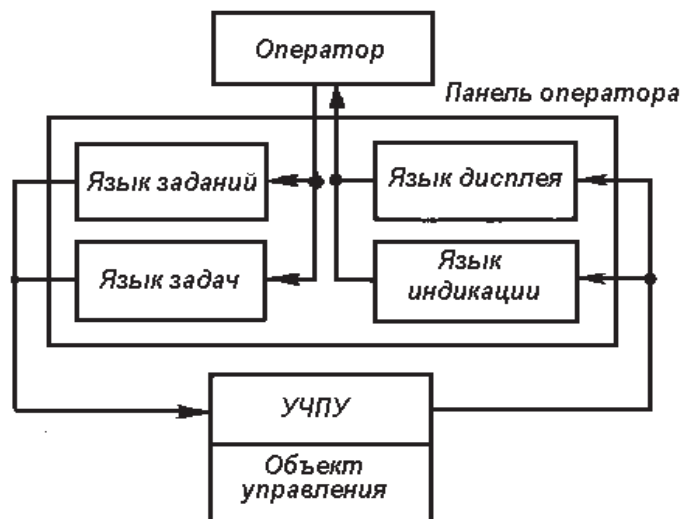 Оператор
Панель оператора
Язык заданий
Язык дисплея
Язык задач
Язык
индикации
УЧПУ
Объект
управления